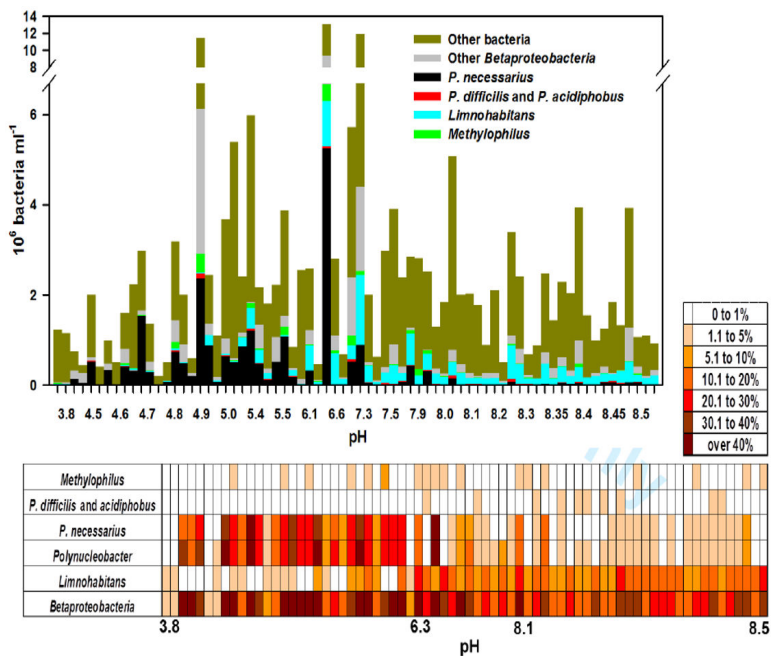 14
12
10
8
6
4
2
0
10⁶ bacteria ml⁻¹
Other bacteria
Other Betaproteobacteria
P. necessarius
P. difficilis and P. acidiphobus
Limnohabitans
Methylophilus
3.8 4.5 4.6 4.7 4.8 4.9 5.0 5.4 5.5 6.1 6.6 7.3 7.5 7.9 8.0 8.2 8.3 8.4 8.45 8.5
pH
0 to 1%
1.1 to 5%
5.1 to 10%
10.1 to 20%
20.1 to 30%
30.1 to 40%
over 40%
Methylophilus
P. difficilis and acidiphobus
P. necessarius
Polynucleobacter
Limnohabitans
Betaproteobacteria
3.8 6.3 8.1 8.5
pH